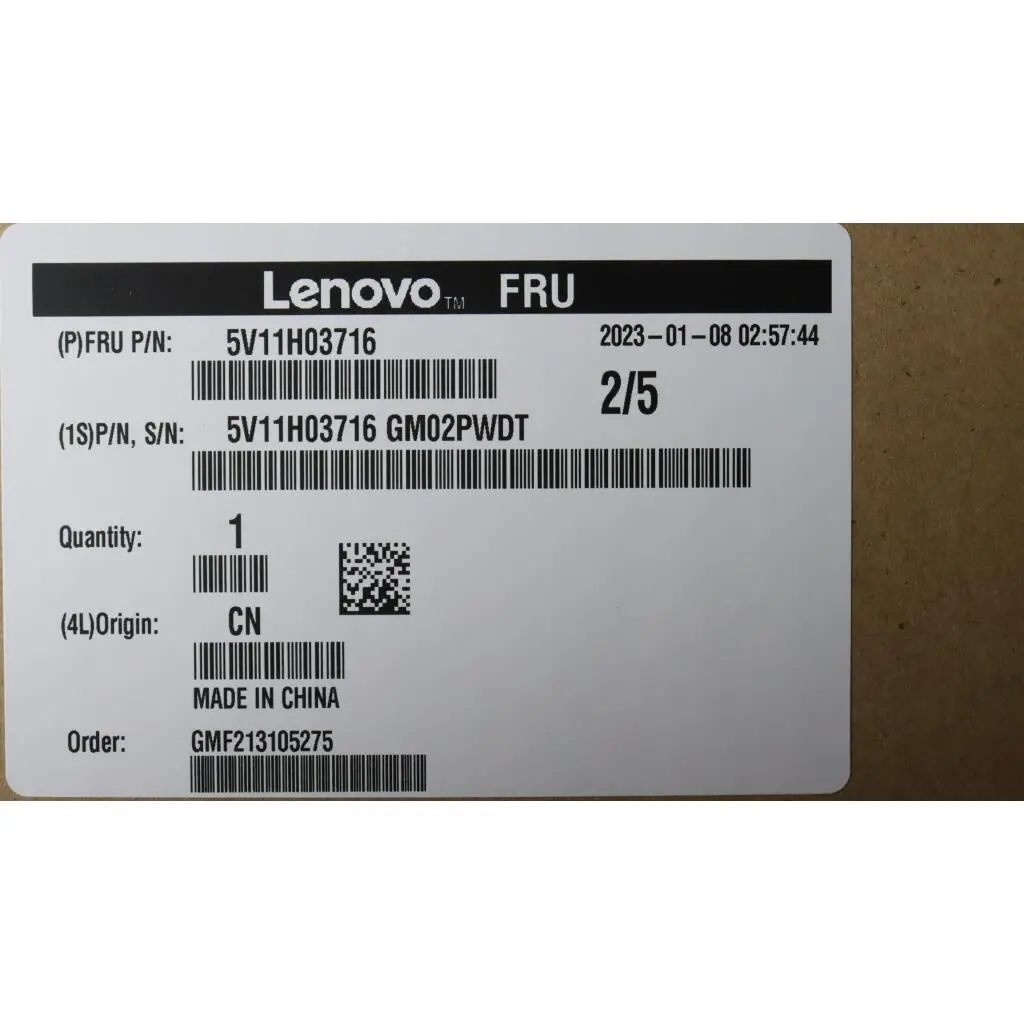 Lenovo™ FRU
(P)FRU P/N: 5V11H03716 2023-01-08 02:57:44
2/5
(1S)P/N, S/N: 5V11H03716 GM02PWDT
Quantity: 1
(4L)Origin: CN
MADE IN CHINA
Order: GMF213105275